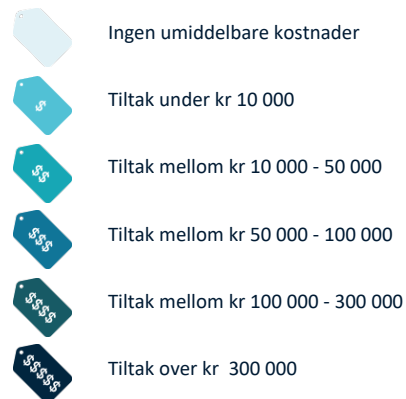 Ingen umiddelbare kostnader
$ Tiltak under kr 10 000
$$ Tiltak mellom kr 10 000 - 50 000
$$$ Tiltak mellom kr 50 000 - 100 000
$$$$ Tiltak mellom kr 100 000 - 300 000
$$$$$ Tiltak over kr  300 000